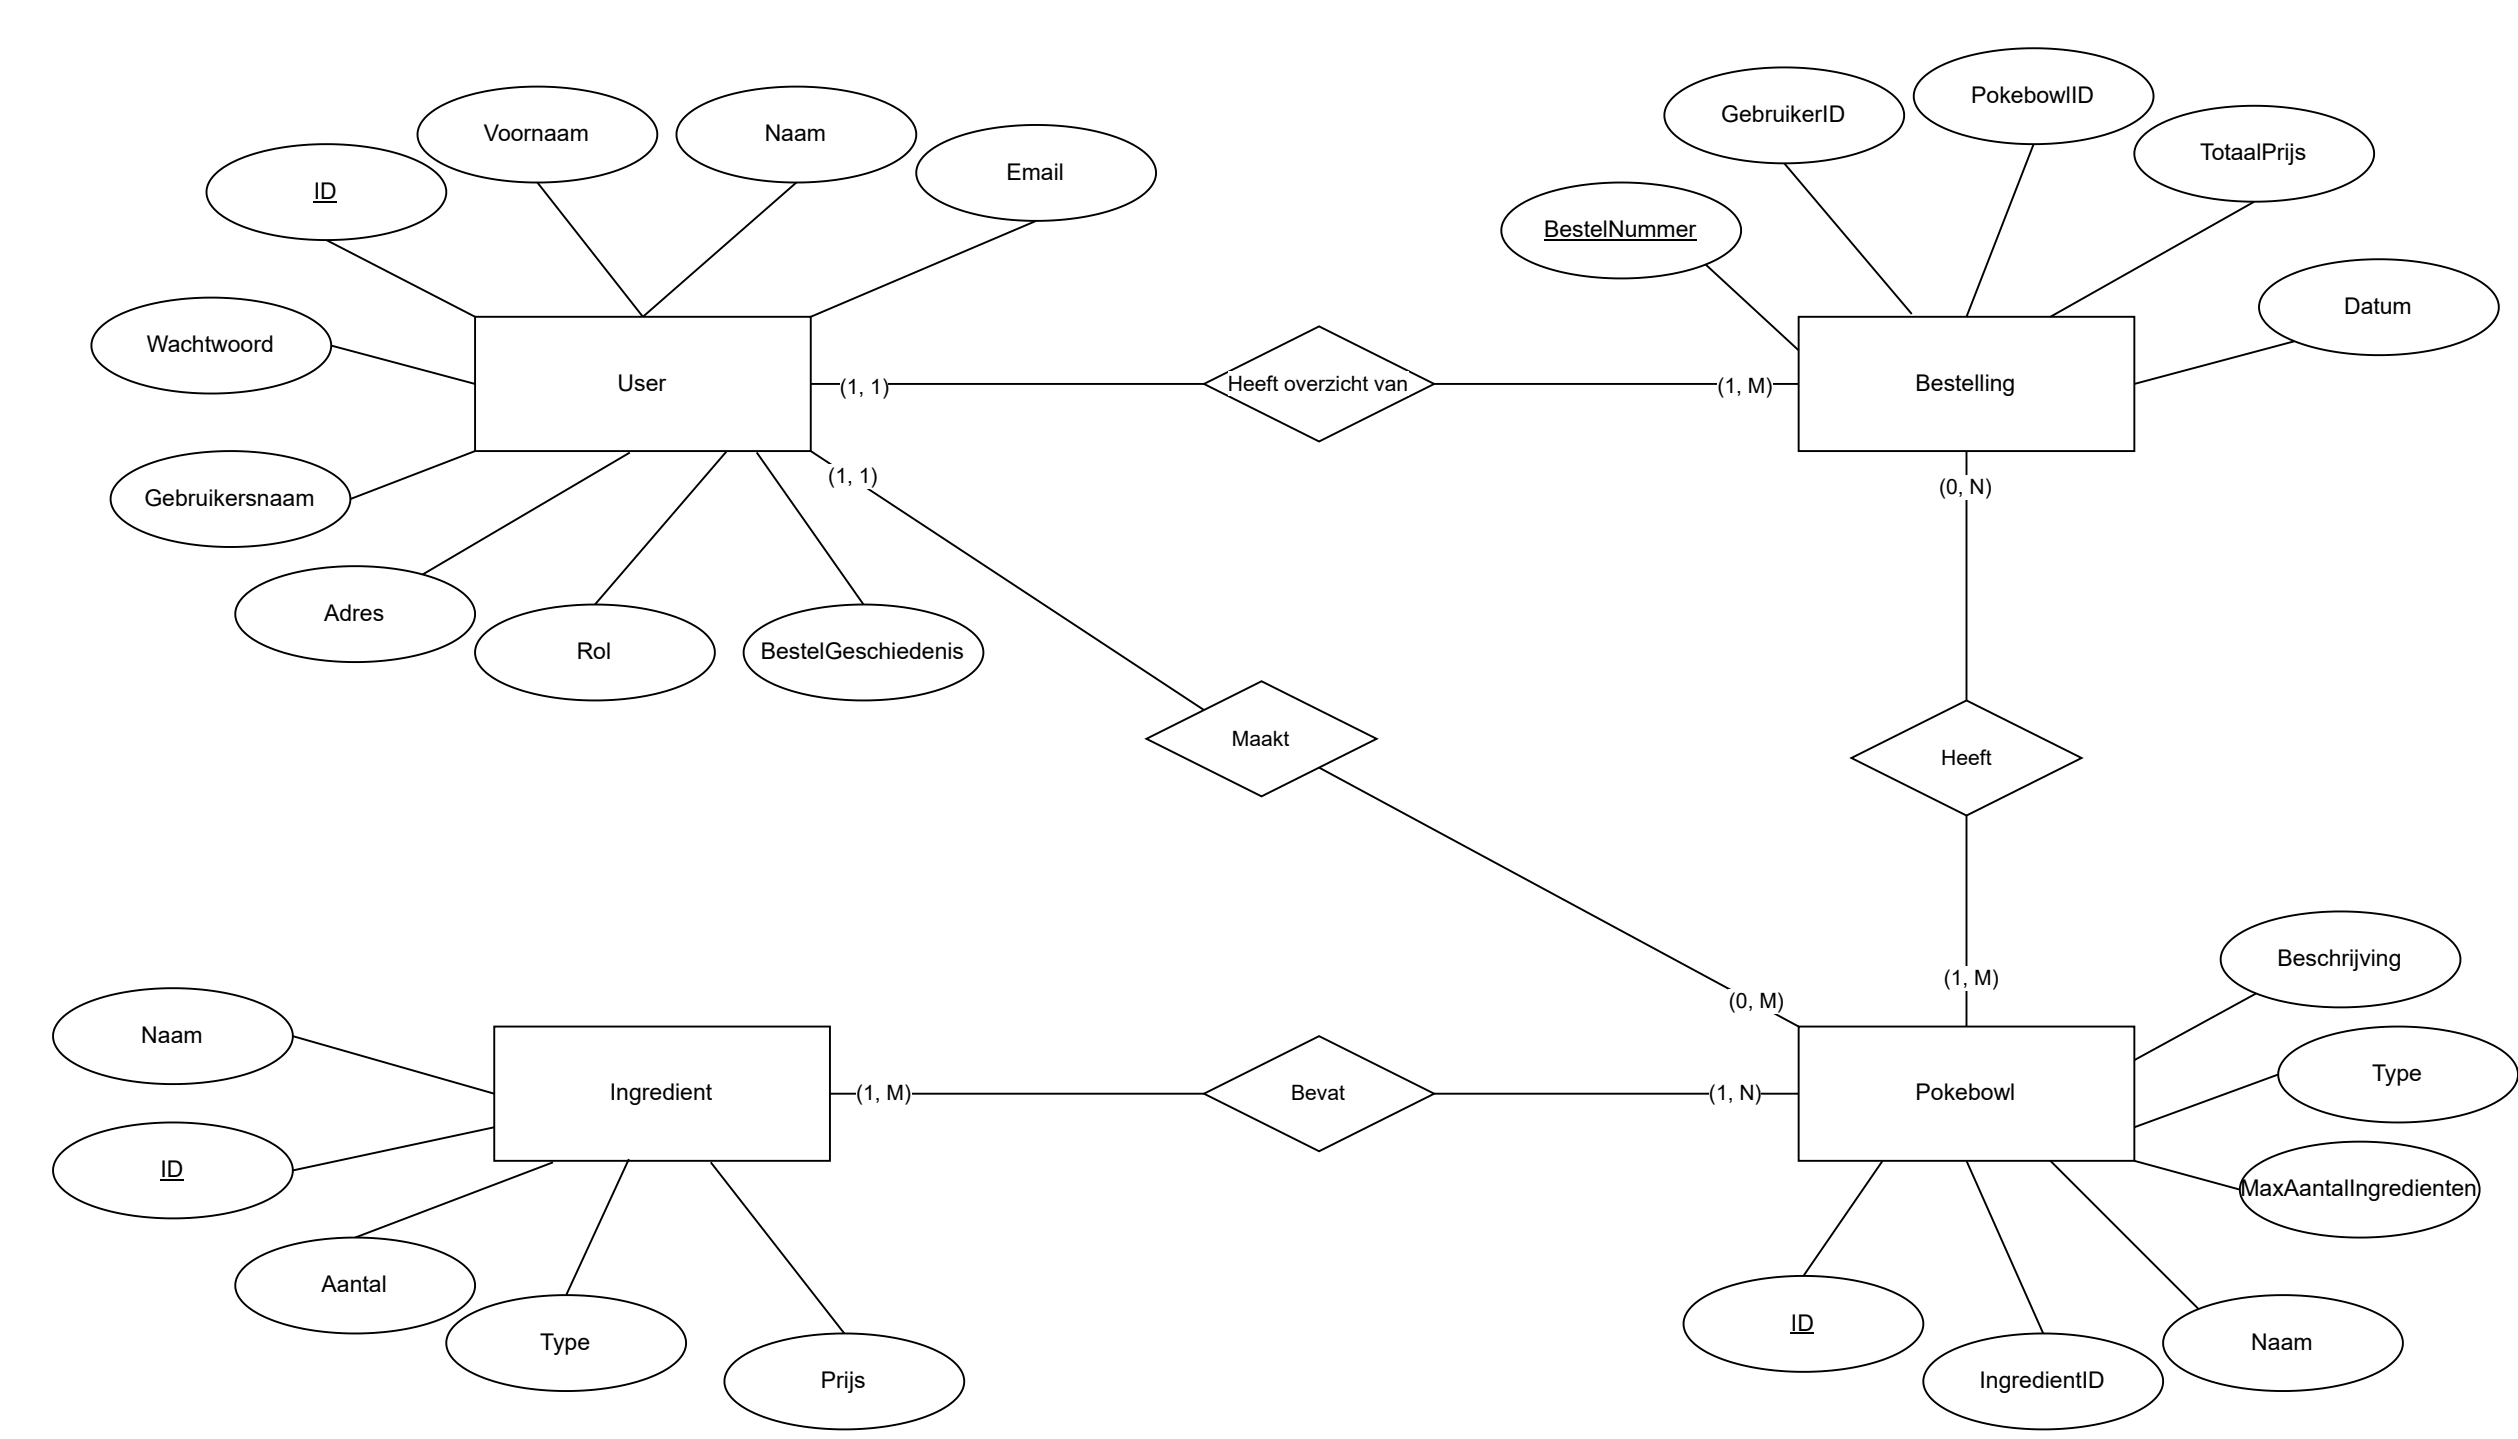 PokebowlID
GebruikerID
Voornaam
Naam
TotaalPrijs
Email
ID
BestelNummer
Datum
Wachtwoord
User
(1, 1)
Heeft overzicht van
(1, M)
Bestelling
(1, 1)
(0, N)
Gebruikersnaam
Adres
Rol
BestelGeschiedenis
Maakt
Heeft
Beschrijving
(1, M)
(0, M)
Naam
Type
Ingredient
(1, M)
Bevat
(1, N)
Pokebowl
ID
MaxAantalIngredienten
Aantal
ID
Type
Naam
Prijs
IngredientID